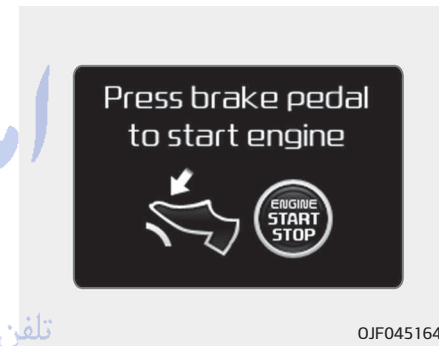 Press brake pedal
to start engine
ENGINE
START
STOP
تلفن
OJF045164